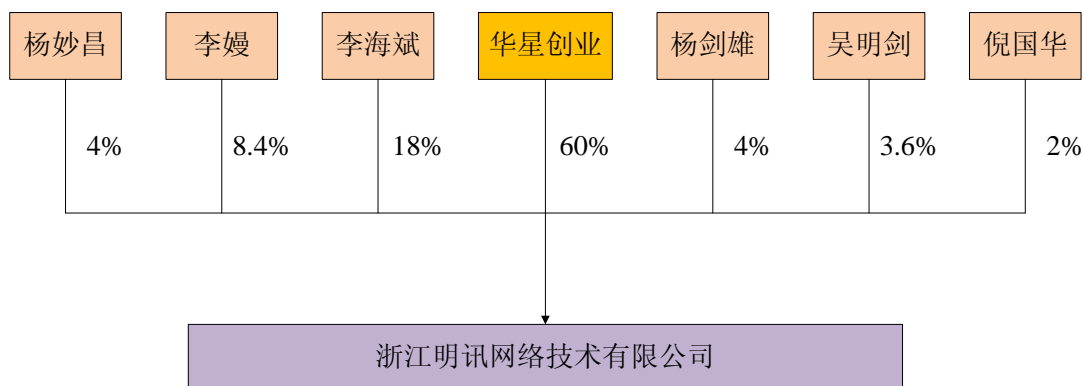 杨妙昌 李嫚 李海斌 华星创业 杨剑雄 吴明剑 倪国华
4% 8.4% 18% 60% 4% 3.6% 2%
浙江明讯网络技术有限公司